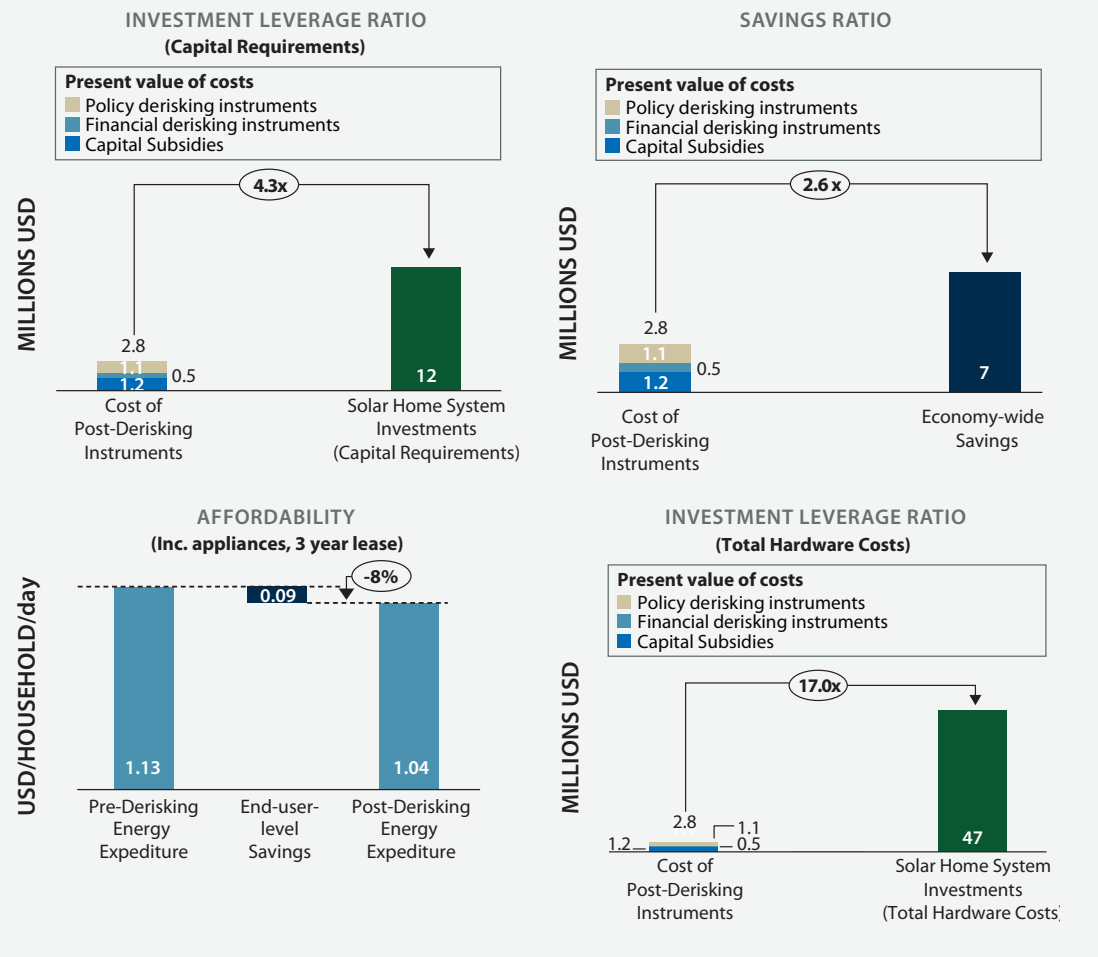 INVESTMENT LEVERAGE RATIO
(Capital Requirements)
Present value of costs
Policy derisking instruments
Financial derisking instruments
Capital Subsidies
4.3x
MILLIONS USD
2.8
1.1
0.5
1.2
12
Cost of
Post-Derisking
Instruments
Solar Home System
Investments
(Capital Requirements)
SAVINGS RATIO
Present value of costs
Policy derisking instruments
Financial derisking instruments
Capital Subsidies
2.6 x
MILLIONS USD
2.8
1.1
0.5
1.2
7
Cost of
Post-Derisking
Instruments
Economy-wide
Savings
AFFORDABILITY
(Inc. appliances, 3 year lease)
-8%
USD/HOUSEHOLD/day
0.09
1.13
1.04
Pre-Derisking
Energy
Expediture
End-user-
level
Savings
Post-Derisking
Energy
Expediture
INVESTMENT LEVERAGE RATIO
(Total Hardware Costs)
Present value of costs
Policy derisking instruments
Financial derisking instruments
Capital Subsidies
17.0x
MILLIONS USD
2.8
1.1
1.2
0.5
47
Cost of
Post-Derisking
Instruments
Solar Home System
Investments
(Total Hardware Costs)